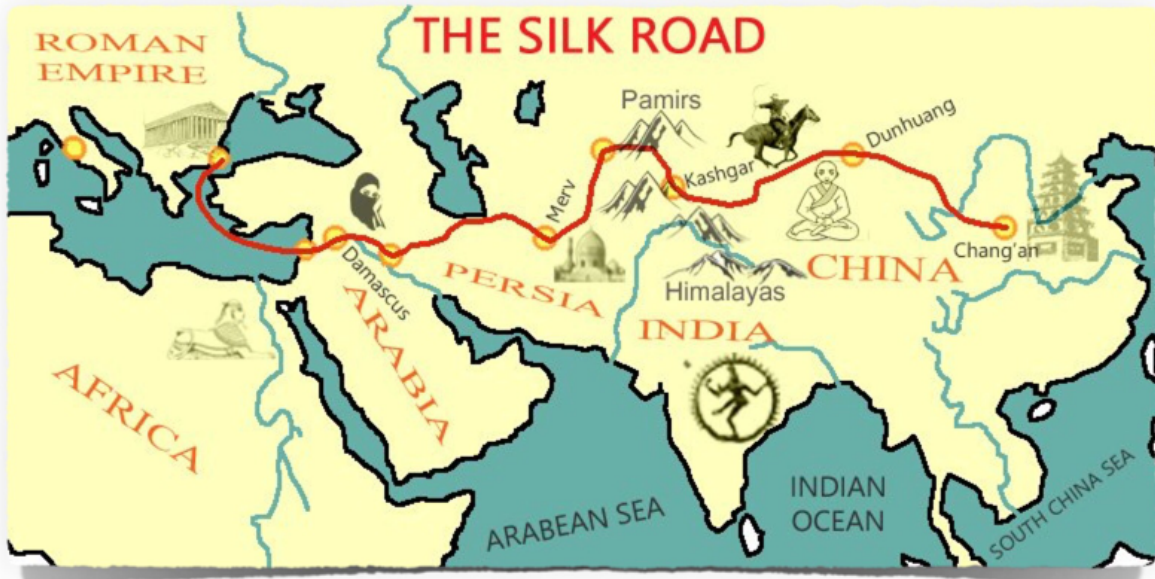 THE SILK ROAD
ROMAN
EMPIRE
Pamirs
Dunhuang
Kashgar
Merv
Chang'an
Damascus
PERSIA
CHINA
Himalayas
INDIA
ARABIA
AFRICA
ARABEAN SEA
INDIAN
OCEAN
SOUTH CHINA SEA